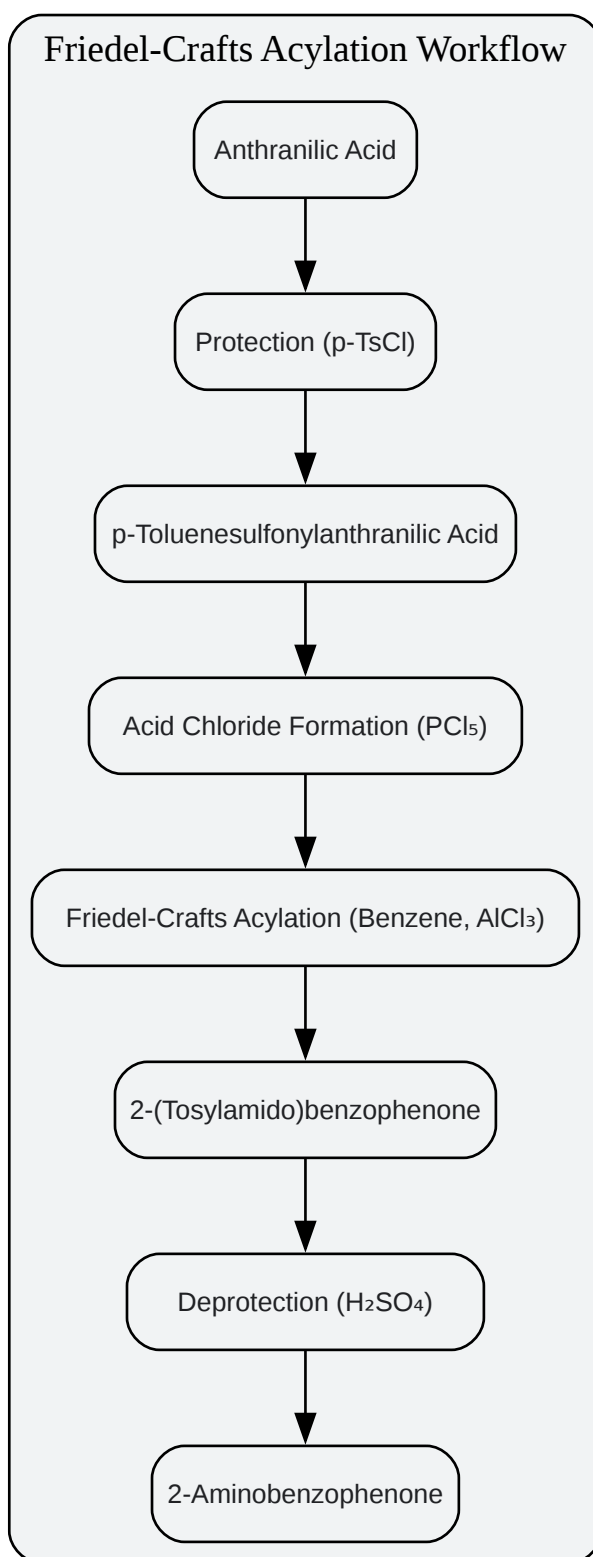 Friedel-Crafts Acylation Workflow
Anthranilic Acid
Protection (p-TsCl)
p-Toluenesulfonylanthranilic Acid
Acid Chloride Formation (PCl₅)
Friedel-Crafts Acylation (Benzene, AlCl₃)
2-(Tosylamido)benzophenone
Deprotection (H₂SO₄)
2-Aminobenzophenone